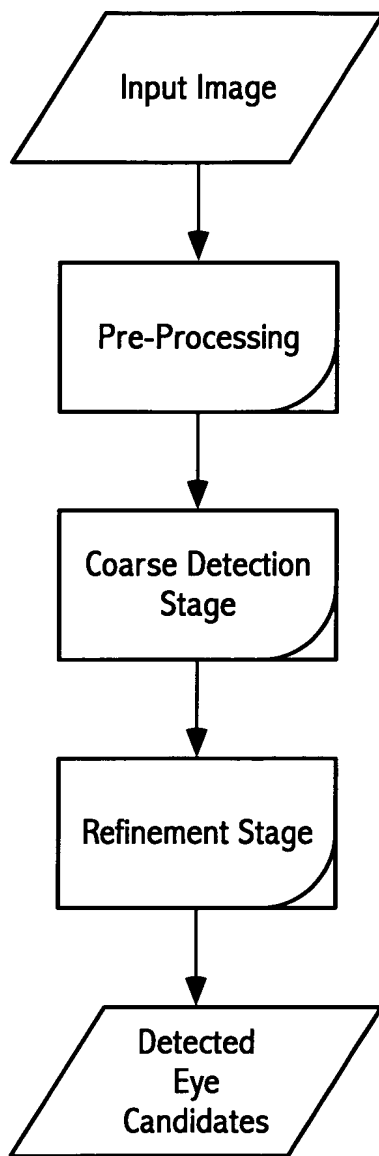 Input Image
Pre-Processing
Coarse Detection
Stage
Refinement Stage
Detected
Eye
Candidates